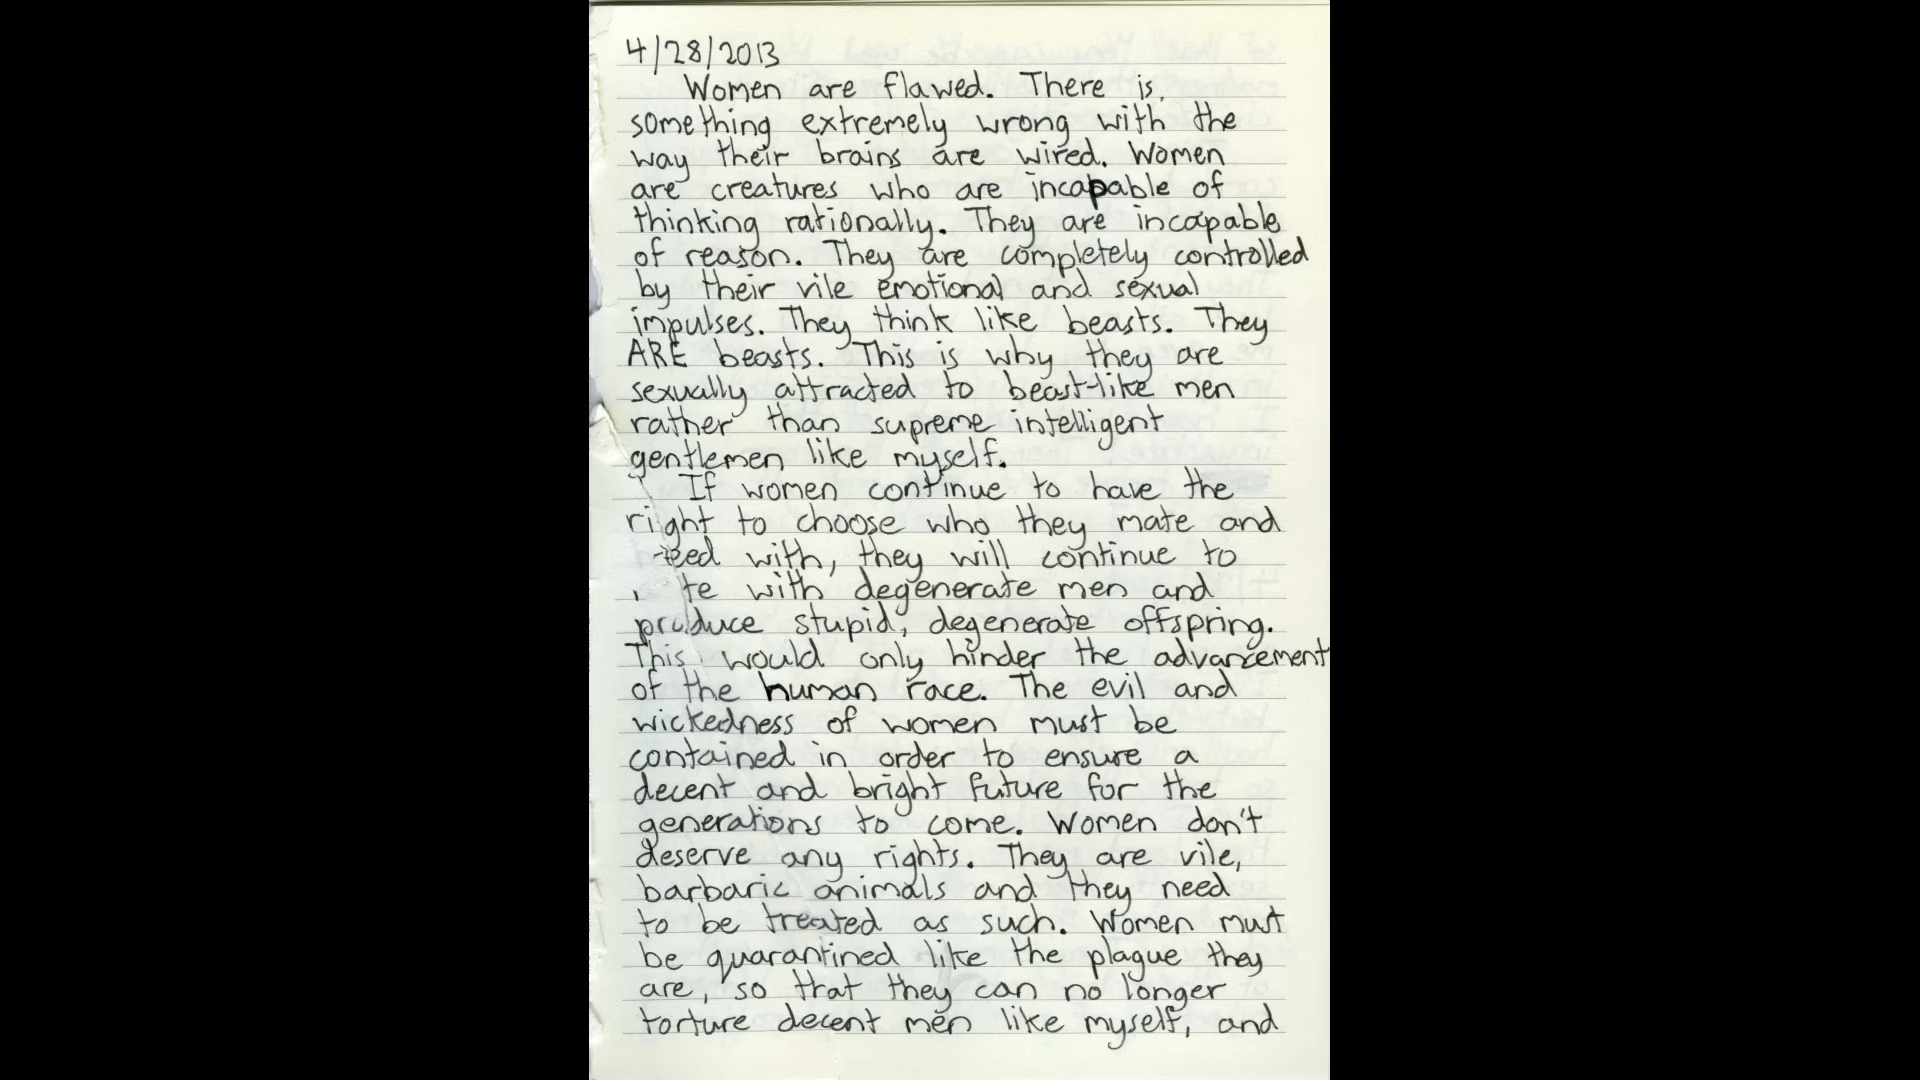 4/28/2013
Women are flawed. There is
something extremely wrong with the
way their brains are wired. Women
are creatures who are incapable of
thinking rationally. They are incapable
of reason. They are completely controlled
by their vile emotional and sexual
impulses. They think like beasts. They
ARE beasts. This is why they are
sexually attracted to beast-like men
rather than supreme intelligent
gentlemen like myself.
If women continue to have the
right to choose who they mate and
with, they will continue to
with degenerate men and
produce stupid, degenerate offspring.
This would only hinder the advancement
of the human race. The evil and
wickedness of women must be
contained in order to ensure a
decent and bright future for the
generations to come. Women don't
deserve any rights. They are vile,
barbaric animals and they need
to be treated as such. Women must
be quarantined like the plague they
are, so that they can no longer
torture decent men like myself, and